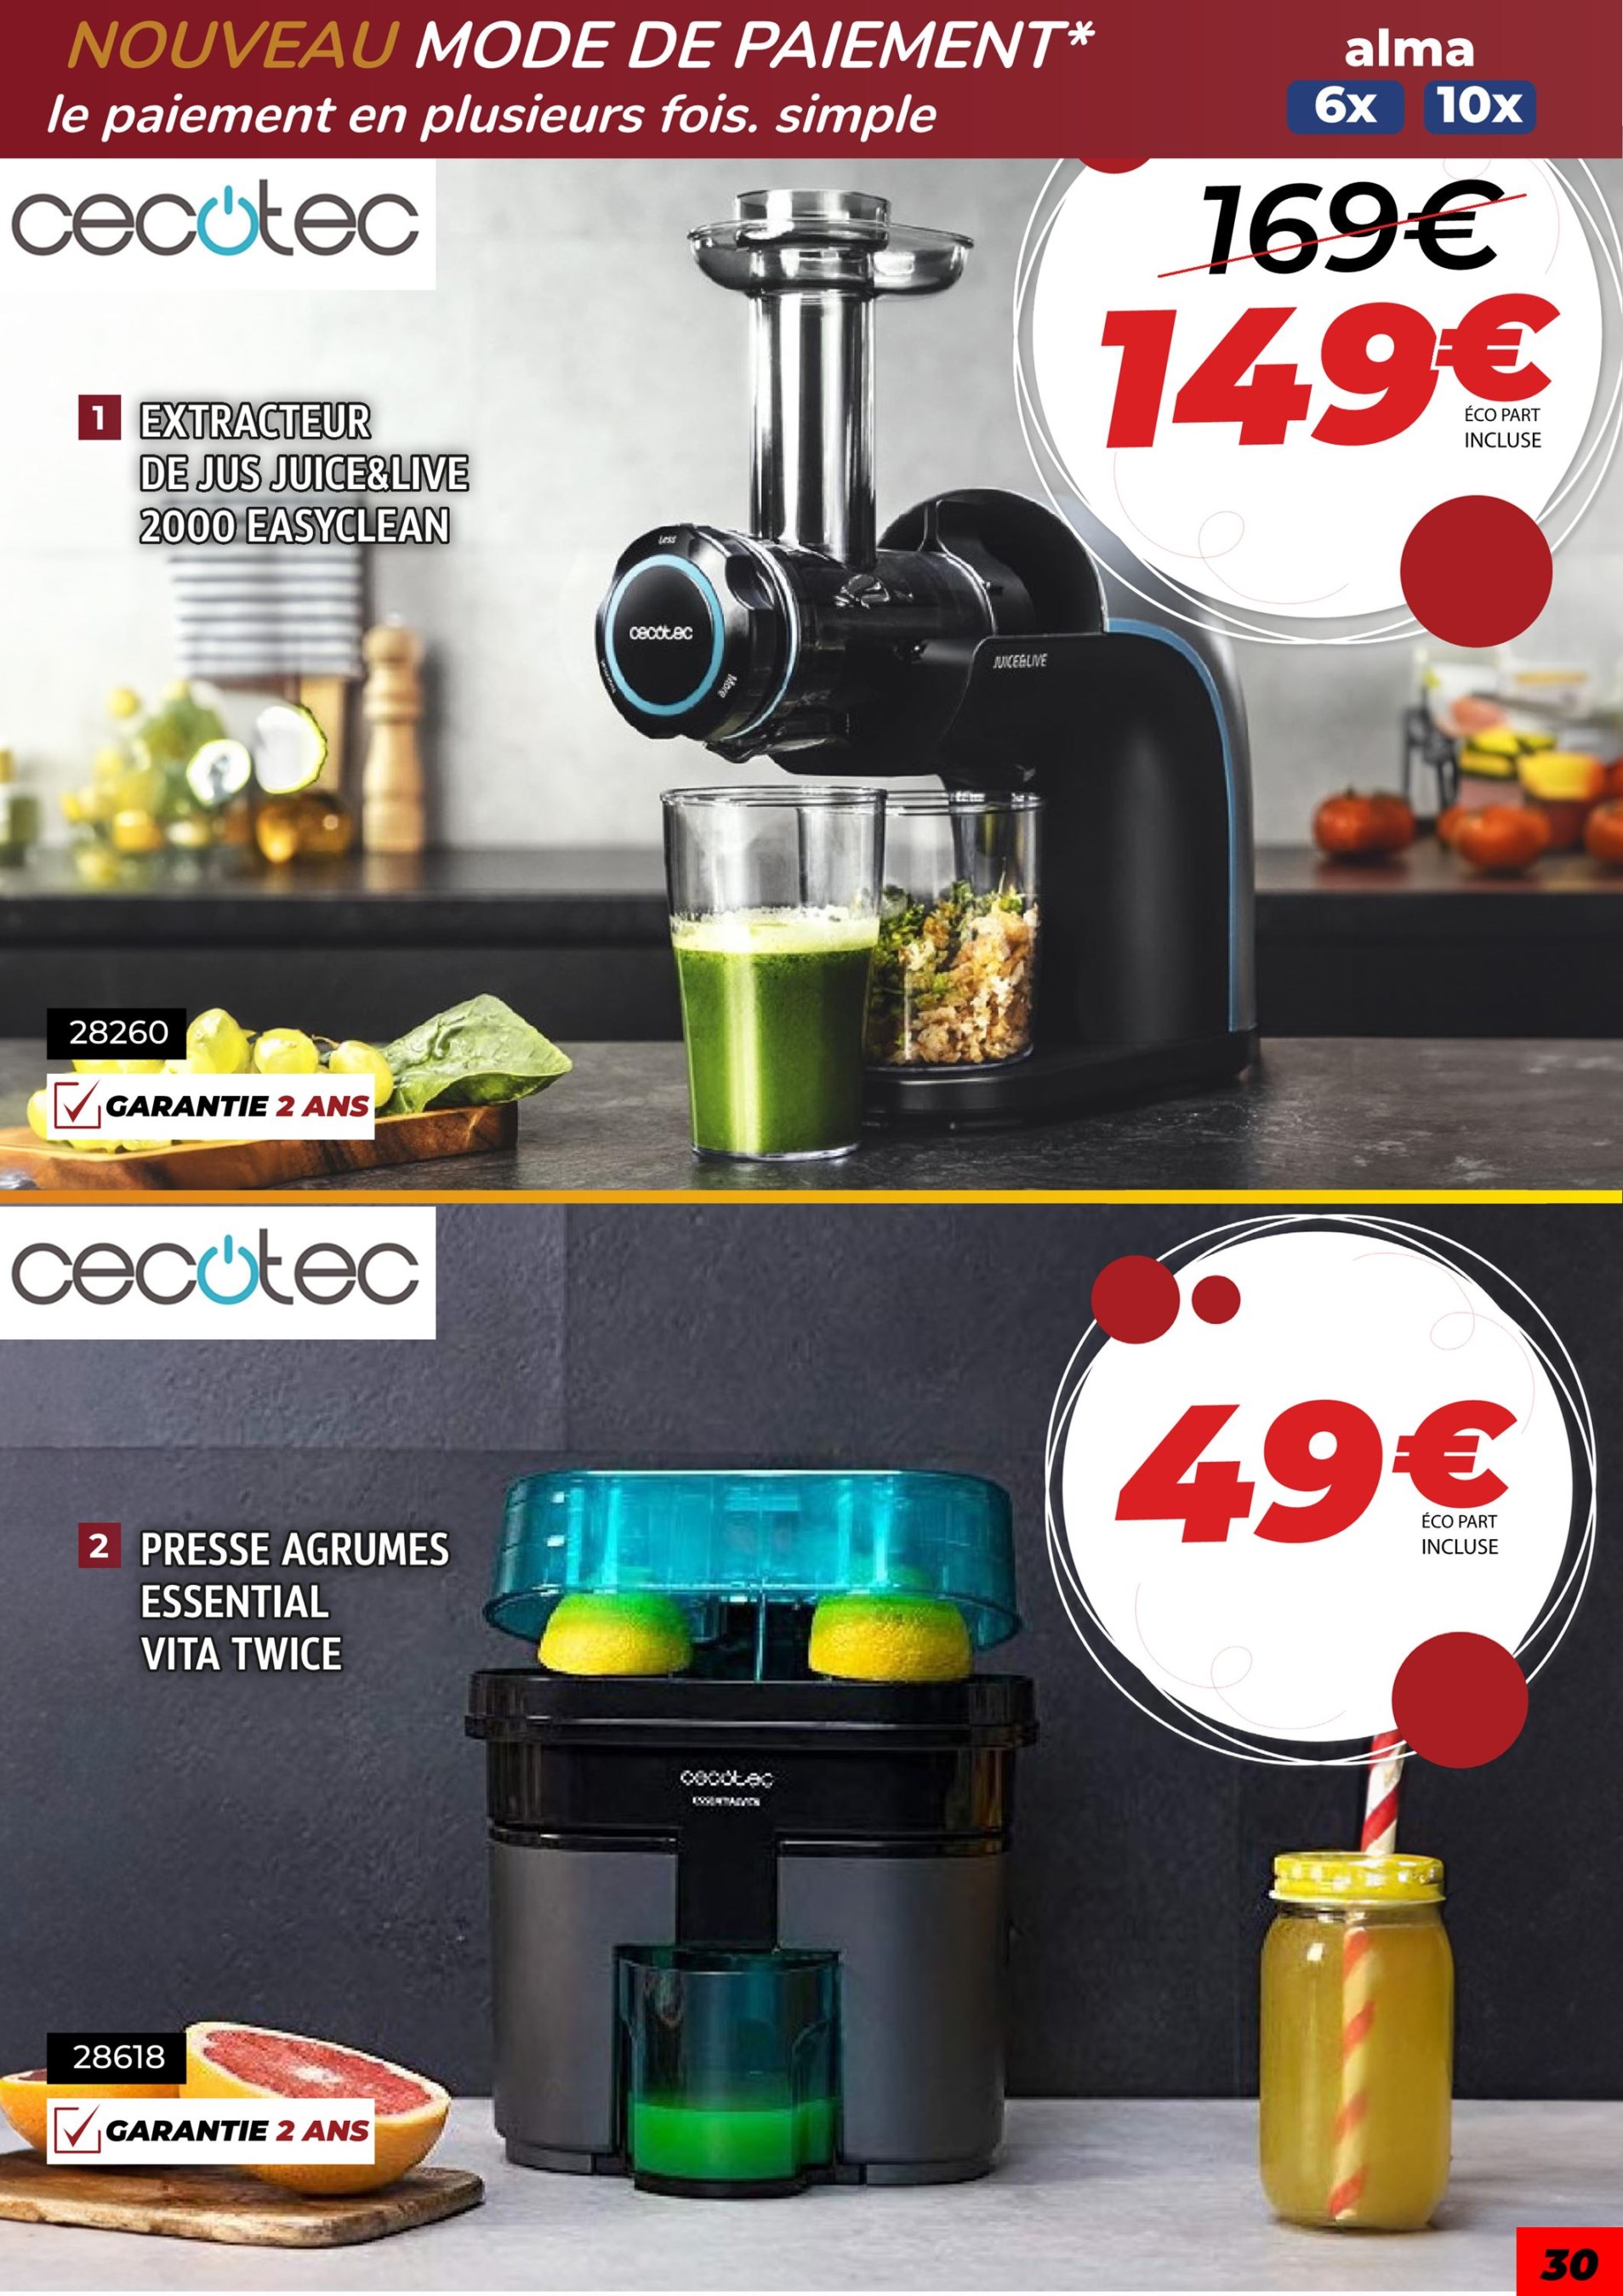 NOUVEAU MODE DE PAIEMENT*
le paiement en plusieurs fois. simple
alma
6x 10x
cecotec
169€
149€
ÉCO PART
INCLUSE
1 EXTRACTEUR
DE JUS JUICE&LIVE
2000 EASYCLEAN
Less
cecotec
More
JUICE&LIVE
28260
GARANTIE 2 ANS
cecotec
49€
ÉCO PART
INCLUSE
2 PRESSE AGRUMES
ESSENTIAL
VITA TWICE
cecotec
28618
GARANTIE 2 ANS
30